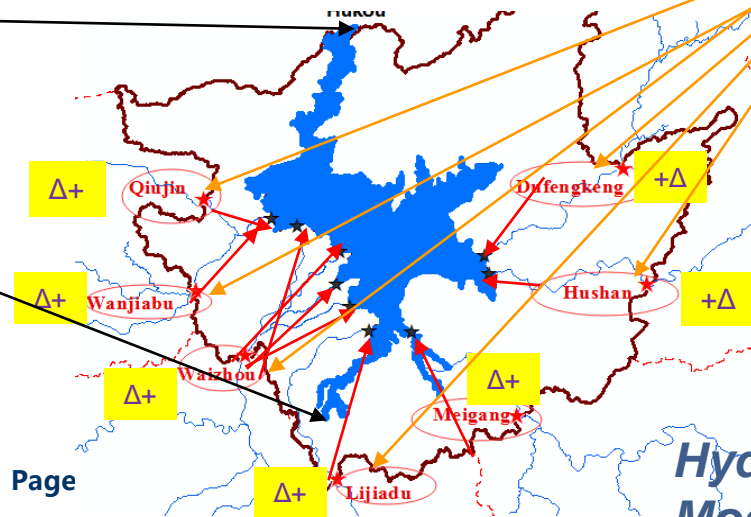 Hukou
Δ+
Qiujin
Dufengkeng
+Δ
Δ+
Wanjiabu
Hushan
+Δ
Waizhou
Δ+
Δ+
Meigang
Page
Δ+
Lijiadu